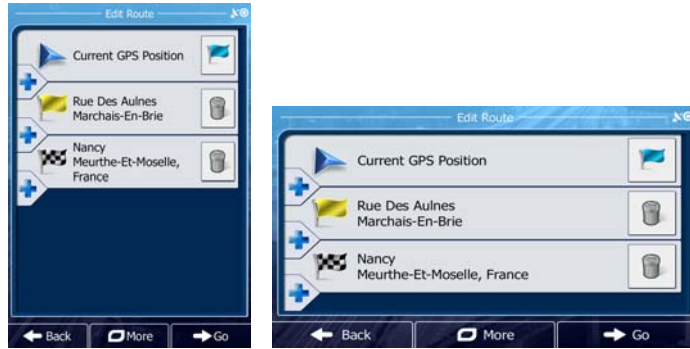 Edit Route
Current GPS Position
Rue Des Aulnes
Marchais-En-Brie
Nancy
Meurthe-Et-Moselle,
France
Back
More
Go
Edit Route
Current GPS Position
Rue Des Aulnes
Marchais-En-Brie
Nancy
Meurthe-Et-Moselle, France
Back
More
Go